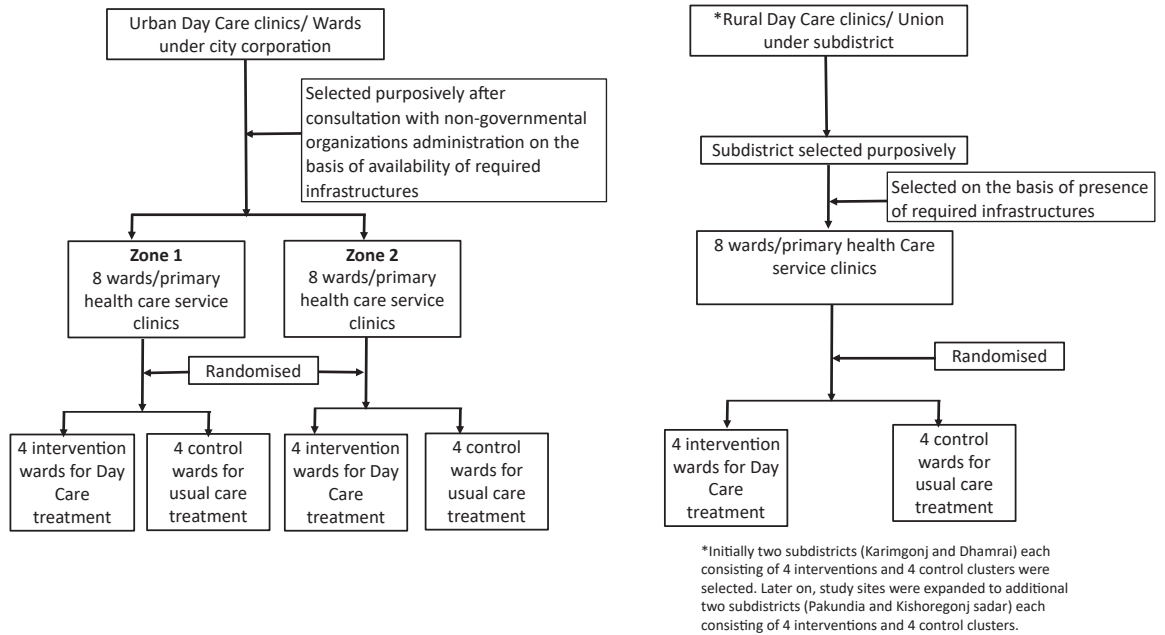 Urban Day Care clinics/ Wards
under city corporation
Selected purposively after
consultation with non-governmental
organizations administration on the
basis of availability of required
infrastructures
Zone 1
8 wards/primary
health care service
clinics
Zone 2
8 wards/primary
health care service
clinics
Randomised
4 intervention
wards for Day
Care
treatment
4 control
wards for
usual care
treatment
4 intervention
wards for Day
Care
treatment
4 control
wards for
usual care
treatment
*Rural Day Care clinics/ Union
under subdistrict
Subdistrict selected purposively
Selected on the basis of presence
of required infrastructures
8 wards/primary health Care
service clinics
Randomised
4 intervention
wards for Day
Care
treatment
4 control
wards for
usual care
treatment
*Initially two subdistricts (Karimgonj and Dhamrai) each
consisting of 4 interventions and 4 control clusters were
selected. Later on, study sites were expanded to additional
two subdistricts (Pakundia and Kishoregonj sadar) each
consisting of 4 interventions and 4 control clusters.